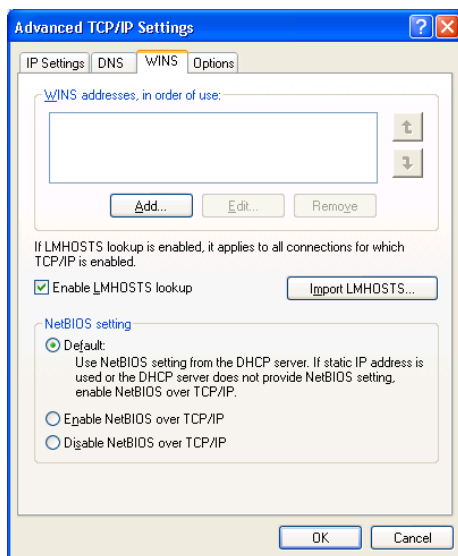 Advanced TCP/IP Settings
IP Settings DNS WINS Options
WINS addresses, in order of use:
Add... Edit... Remove
If LMHOSTS lookup is enabled, it applies to all connections for which
TCP/IP is enabled.
Enable LMHOSTS lookup Import LMHOSTS...
NetBIOS setting
Default:
Use NetBIOS setting from the DHCP server. If static IP address is
used or the DHCP server does not provide NetBIOS setting,
enable NetBIOS over TCP/IP.
Enable NetBIOS over TCP/IP
Disable NetBIOS over TCP/IP
OK Cancel